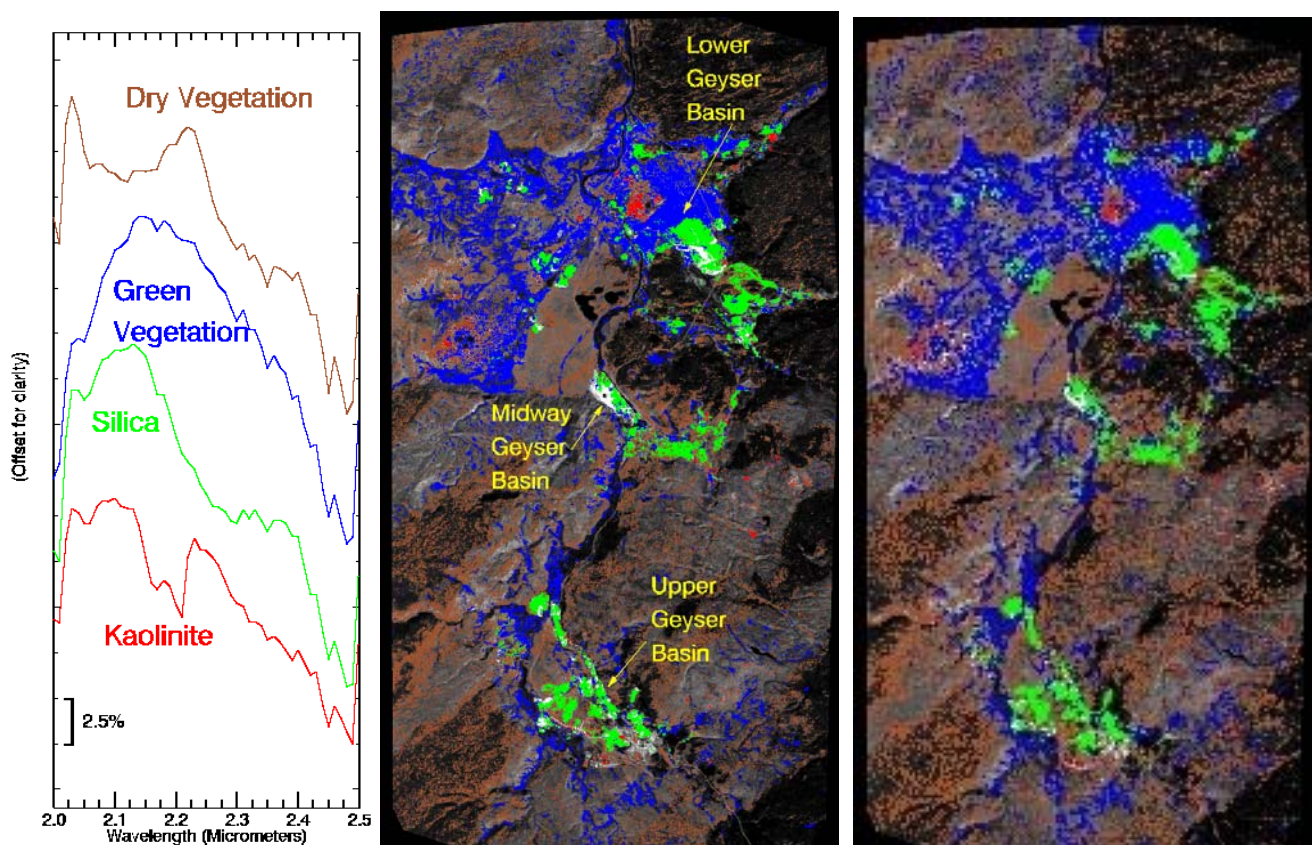 Dry Vegetation
Green
Vegetation
Silica
Kaolinite
2.5%
(Offset for clarity)
2.0 2.1 2.2 2.3 2.4 2.5
Wavelength (Micrometers)
Lower
Geyser
Basin
Midway
Geyser
Basin
Upper
Geyser
Basin